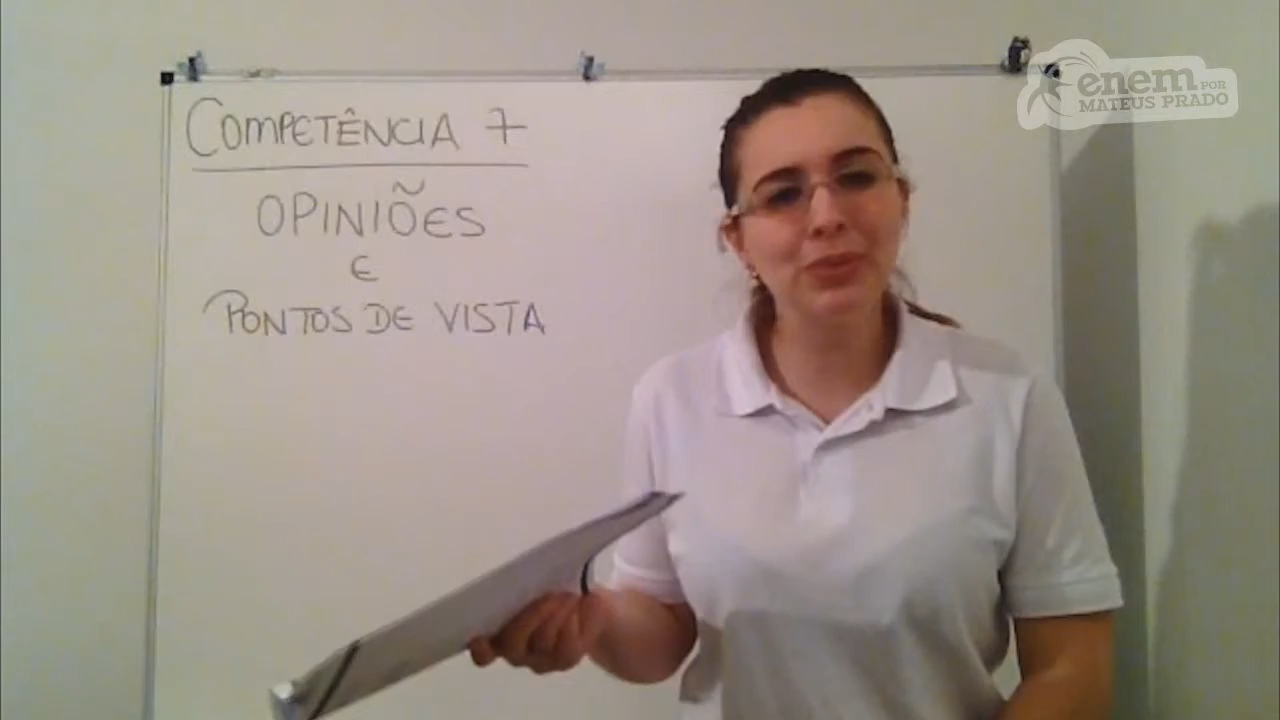 COMPETÊNCIA 7
OPINIÕES
E
PONTOS DE VISTA
enem POR
MATEUS PRADO